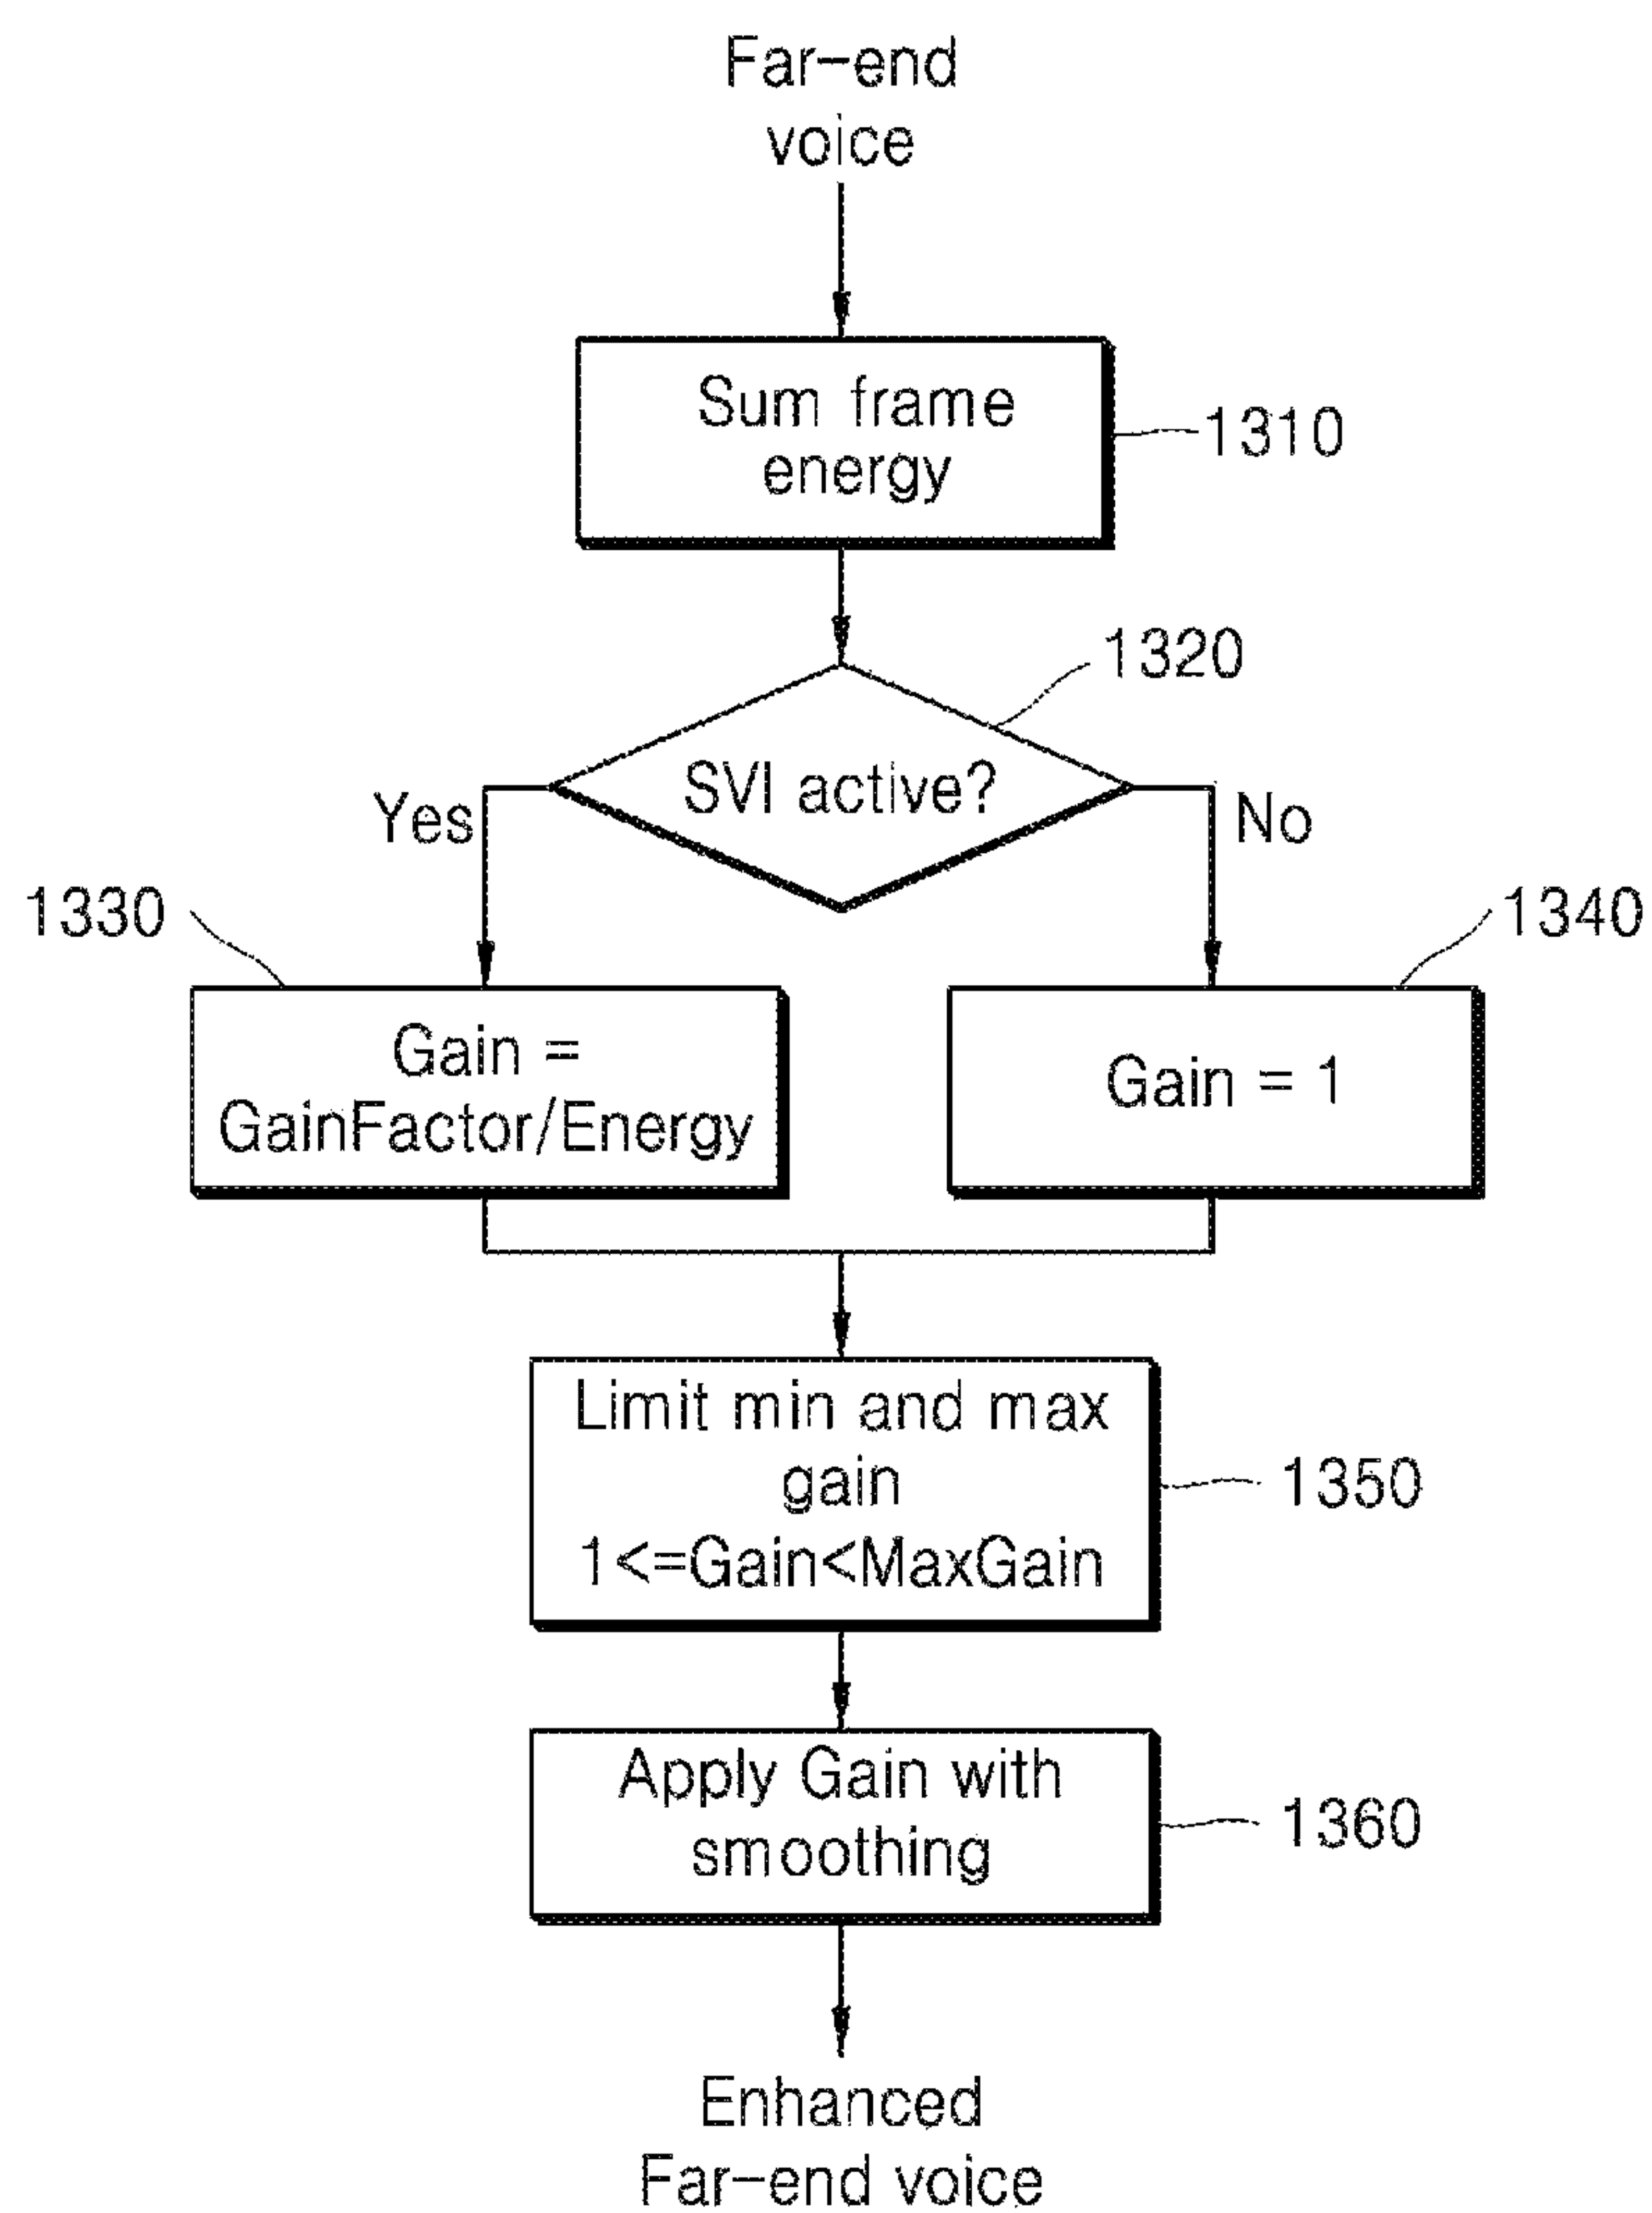 Far-end
voice
Sum frame
energy
1310
1320
SVI active?
Yes
No
1330
1340
Gain =
GainFactor/Energy
Gain = 1
Limit min and max
gain
1<=Gain<MaxGain
1350
Apply Gain with
smoothing
1360
Enhanced
Far-end voice